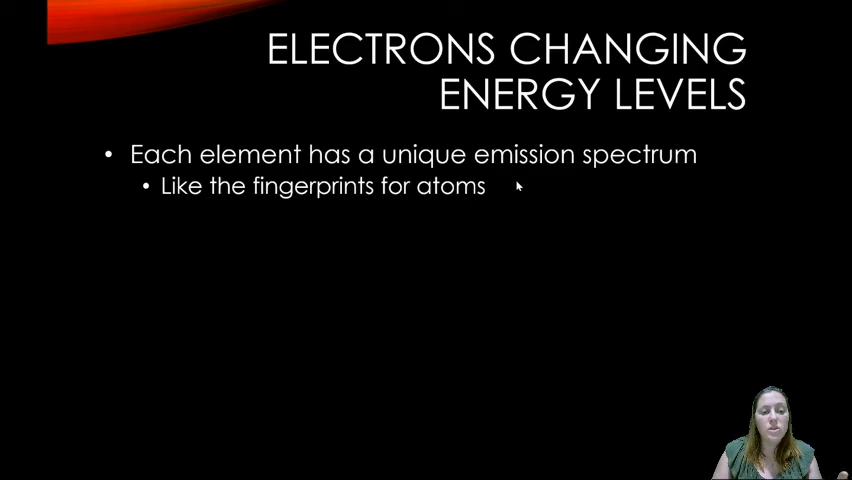 ELECTRONS CHANGING
ENERGY LEVELS
• Each element has a unique emission spectrum
• Like the fingerprints for atoms